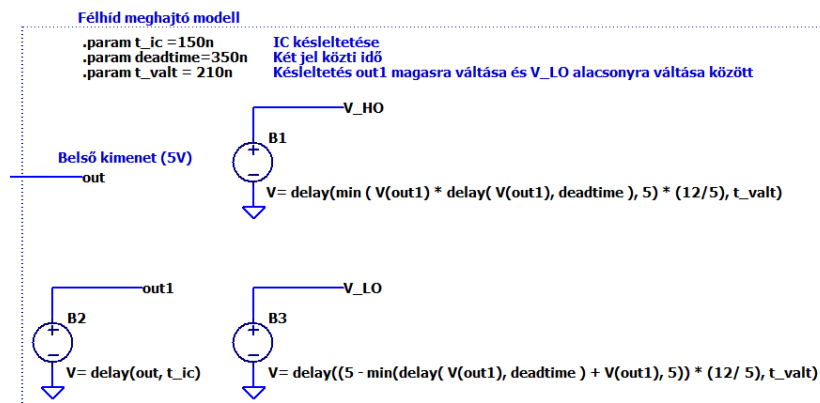 Félhíd meghajtó modell
.param t_ic =150n IC késleltetése
.param deadtime=350n Két jel közti idő
.param t_valt = 210n Késleltetés out1 magasra váltása és V_LO alacsonyra váltása között
V_HO
B1
Belső kimenet (5V)
out
V= delay(min ( V(out1) * delay( V(out1), deadtime ), 5) * (12/5), t_valt)
out1
V_LO
B2
B3
V= delay(out, t_ic)
V= delay((5 - min(delay( V(out1), deadtime ) + V(out1), 5)) * (12/ 5), t_valt)